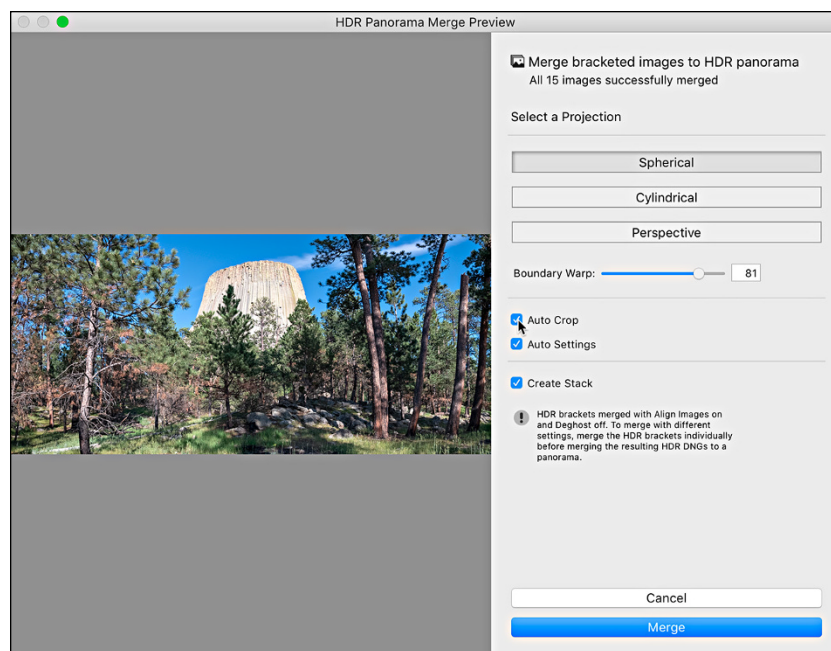 HDR Panorama Merge Preview
Merge bracketed images to HDR panorama
All 15 images successfully merged
Select a Projection
Spherical
Cylindrical
Perspective
Boundary Warp: 81
Auto Crop
Auto Settings
Create Stack
HDR brackets merged with Align Images on
and Deghost off. To merge with different
settings, merge the HDR brackets individually
before merging the resulting HDR DNGs to a
panorama.
Cancel
Merge